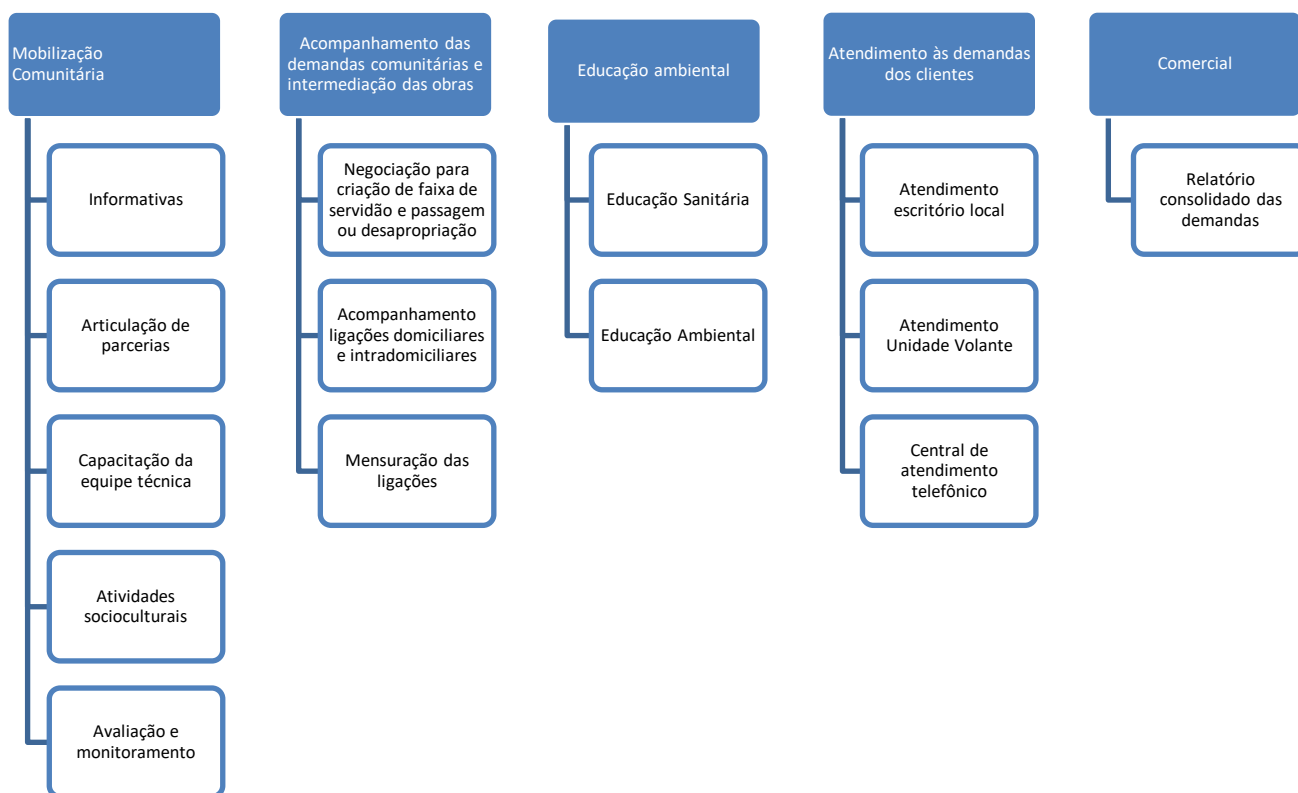 Mobilização
Comunitária
Informativas
Articulação de
parcerias
Capacitação da
equipe técnica
Atividades
socioculturais
Avaliação e
monitoramento
Acompanhamento das
demandas comunitárias e
intermediação das obras
Negociação para
criação de faixa de
servidão e passagem
ou desapropriação
Acompanhamento
ligações domiciliares
e intradomiciliares
Mensuração das
ligações
Educação ambiental
Educação Sanitária
Educação Ambiental
Atendimento às demandas
dos clientes
Atendimento
escritório local
Atendimento
Unidade Volante
Central de
atendimento
telefônico
Comercial
Relatório
consolidado das
demandas